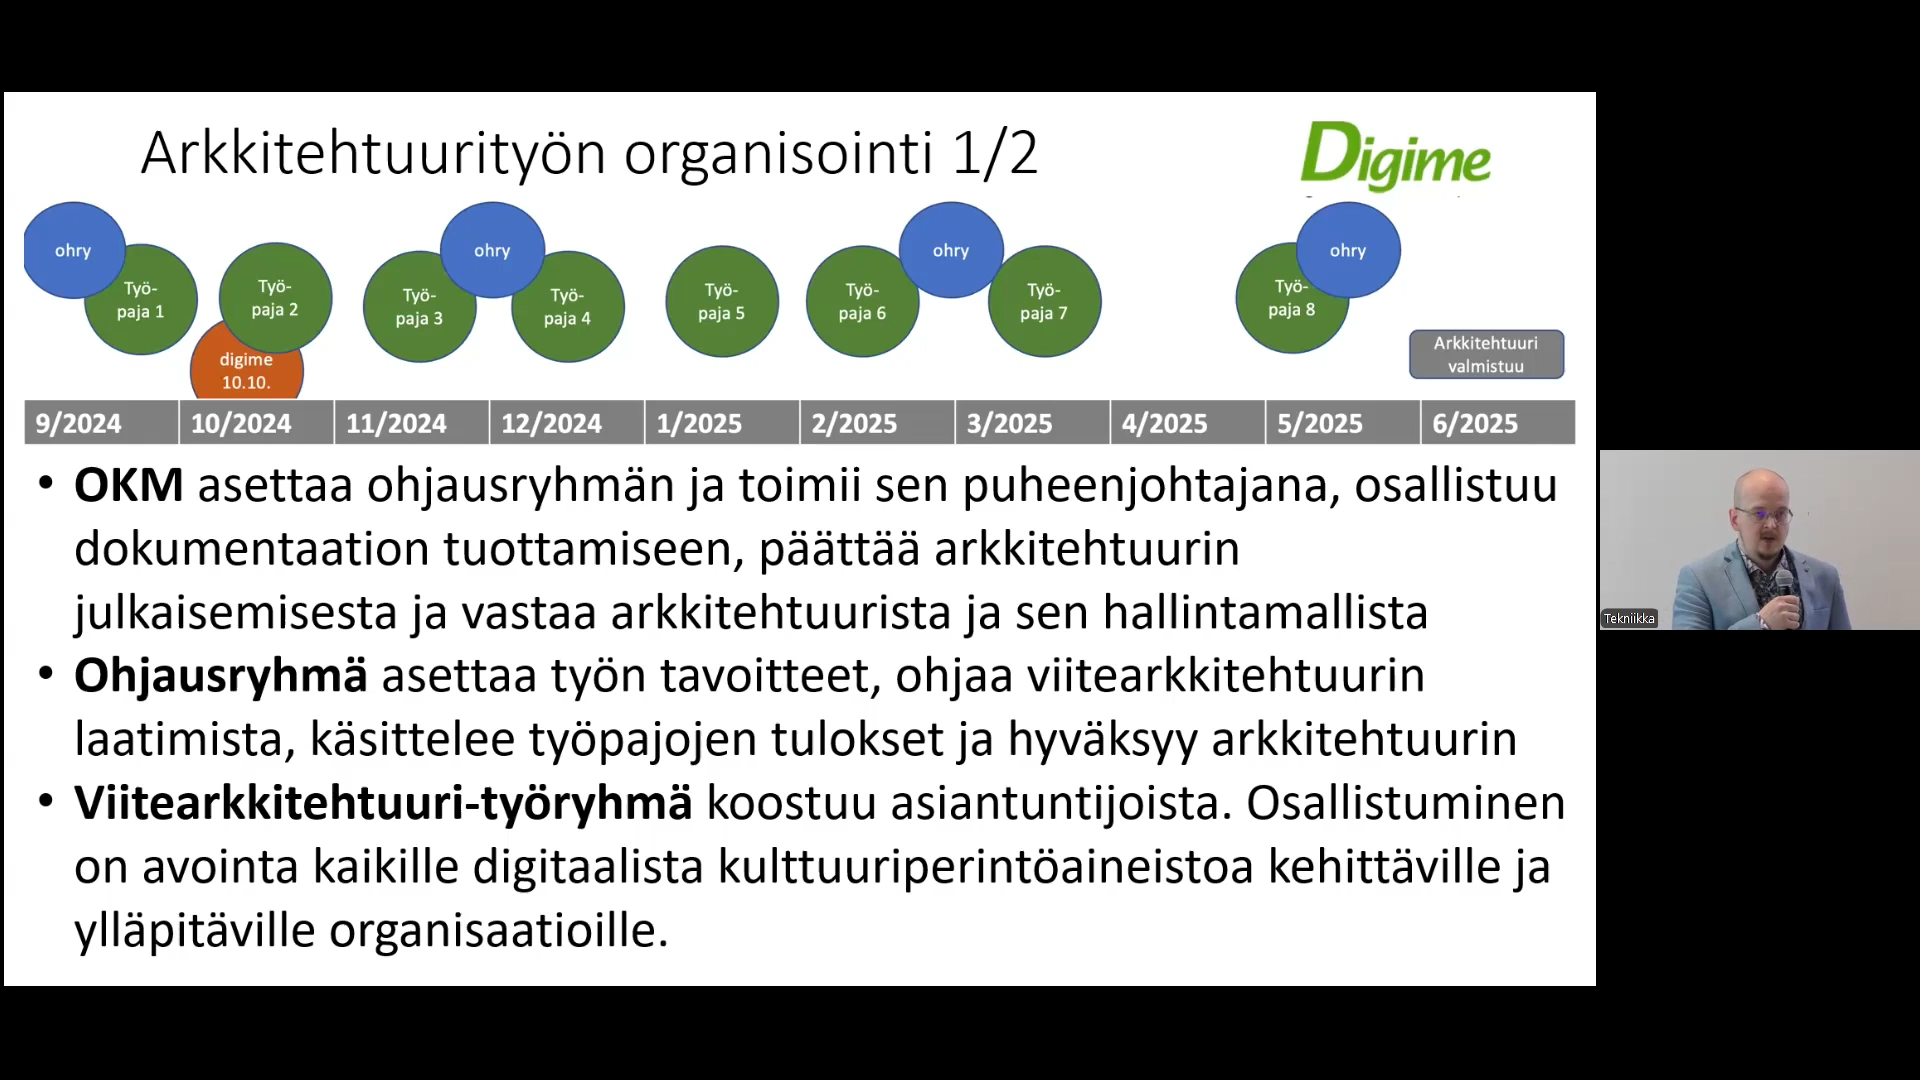 Arkkitehtuurityön organisointi 1/2
Digime
ohry
Työ-
paja 1
Työ-
paja 2
digime
10.10.
Työ-
paja 3
ohry
Työ-
paja 4
Työ-
paja 5
Työ-
paja 6
ohry
Työ-
paja 7
Työ-
paja 8
ohry
Arkkitehtuuri
valmistuu
9/2024 10/2024 11/2024 12/2024 1/2025 2/2025 3/2025 4/2025 5/2025 6/2025
• OKM asettaa ohjausryhmän ja toimii sen puheenjohtajana, osallistuu
dokumentaation tuottamiseen, päättää arkkitehtuurin
julkaisemisesta ja vastaa arkkitehtuurista ja sen hallintamallista
• Ohjausryhmä asettaa työn tavoitteet, ohjaa viitearkkitehtuurin
laatimista, käsittelee työpajojen tulokset ja hyväksyy arkkitehtuurin
• Viitearkkitehtuuri-työryhmä koostuu asiantuntijoista. Osallistuminen
on avointa kaikille digitaalista kulttuuriperintöaineistoa kehittäville ja
ylläpitäville organisaatioille.
Tekniikka